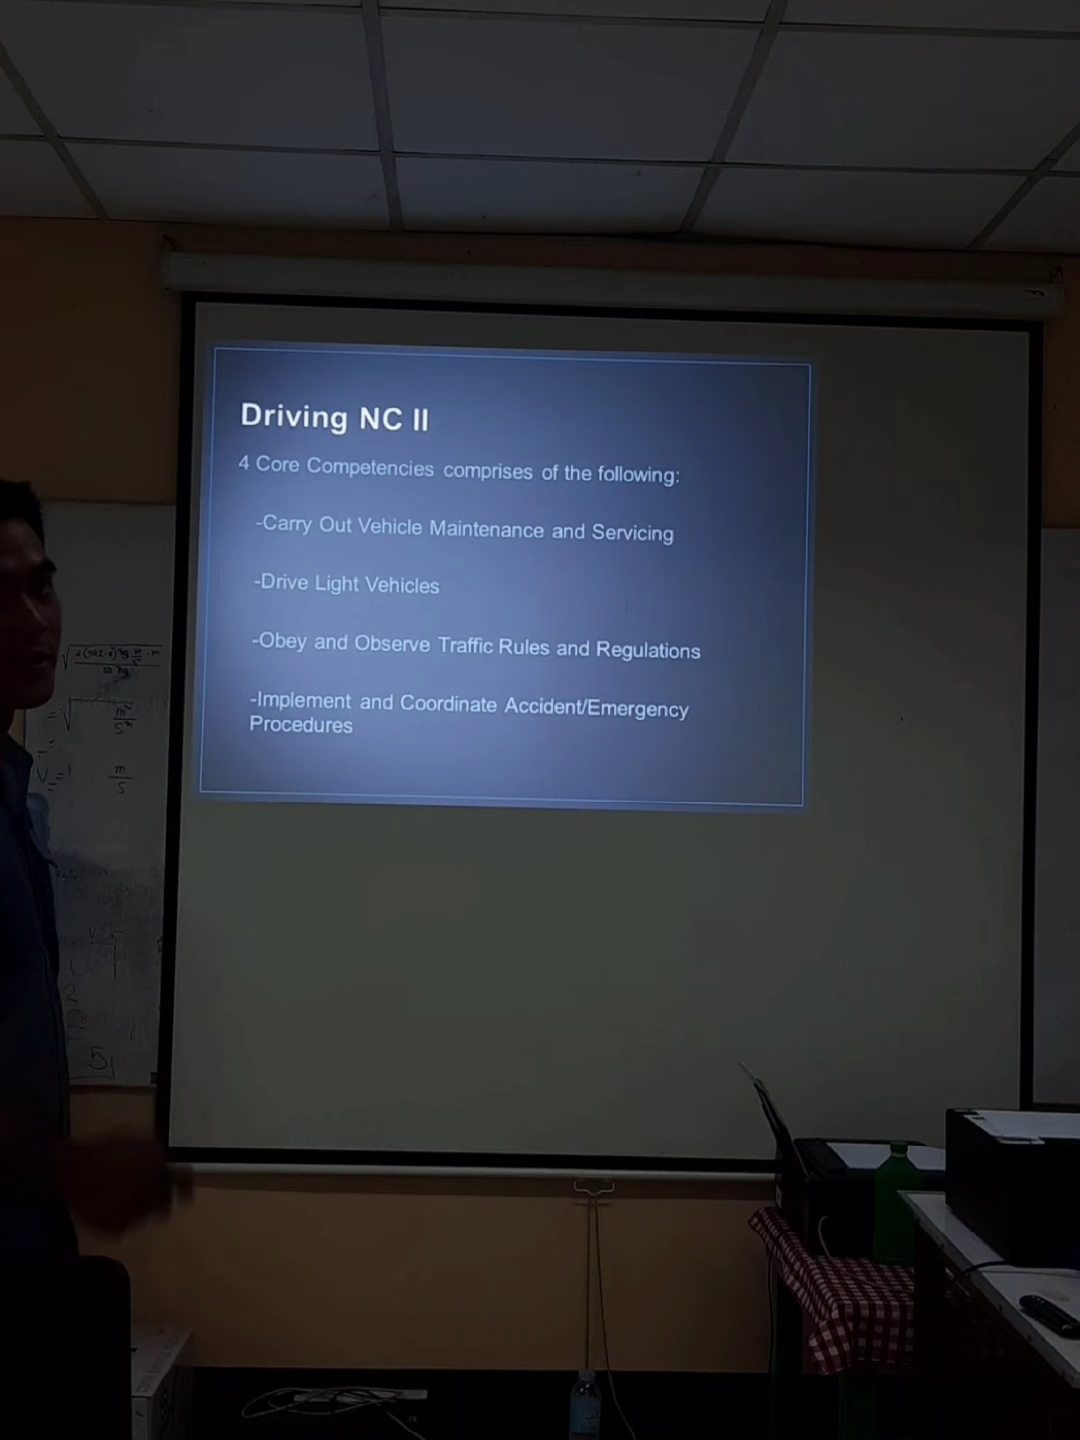 Driving NC II
4 Core Competencies comprises of the following:
-Carry Out Vehicle Maintenance and Servicing
-Drive Light Vehicles
-Obey and Observe Traffic Rules and Regulations
-Implement and Coordinate Accident/Emergency
Procedures
m
s
5